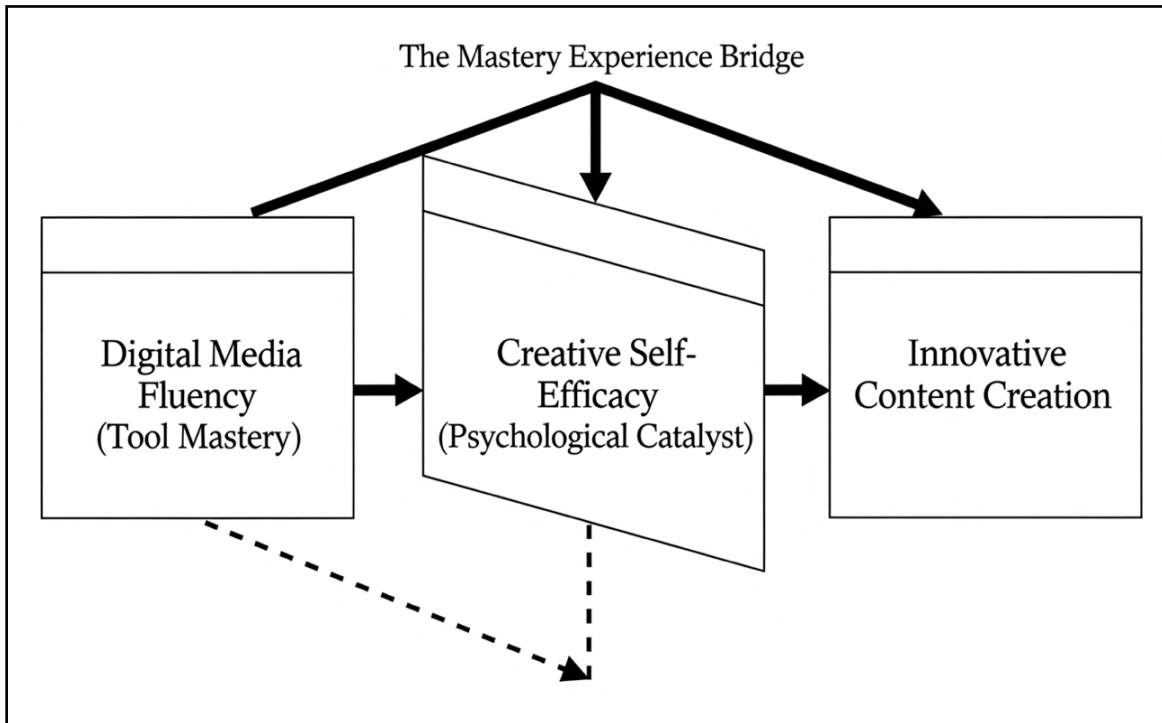 The Mastery Experience Bridge
Digital Media
Fluency
(Tool Mastery)
Creative Self-
Efficacy
(Psychological Catalyst)
Innovative
Content Creation